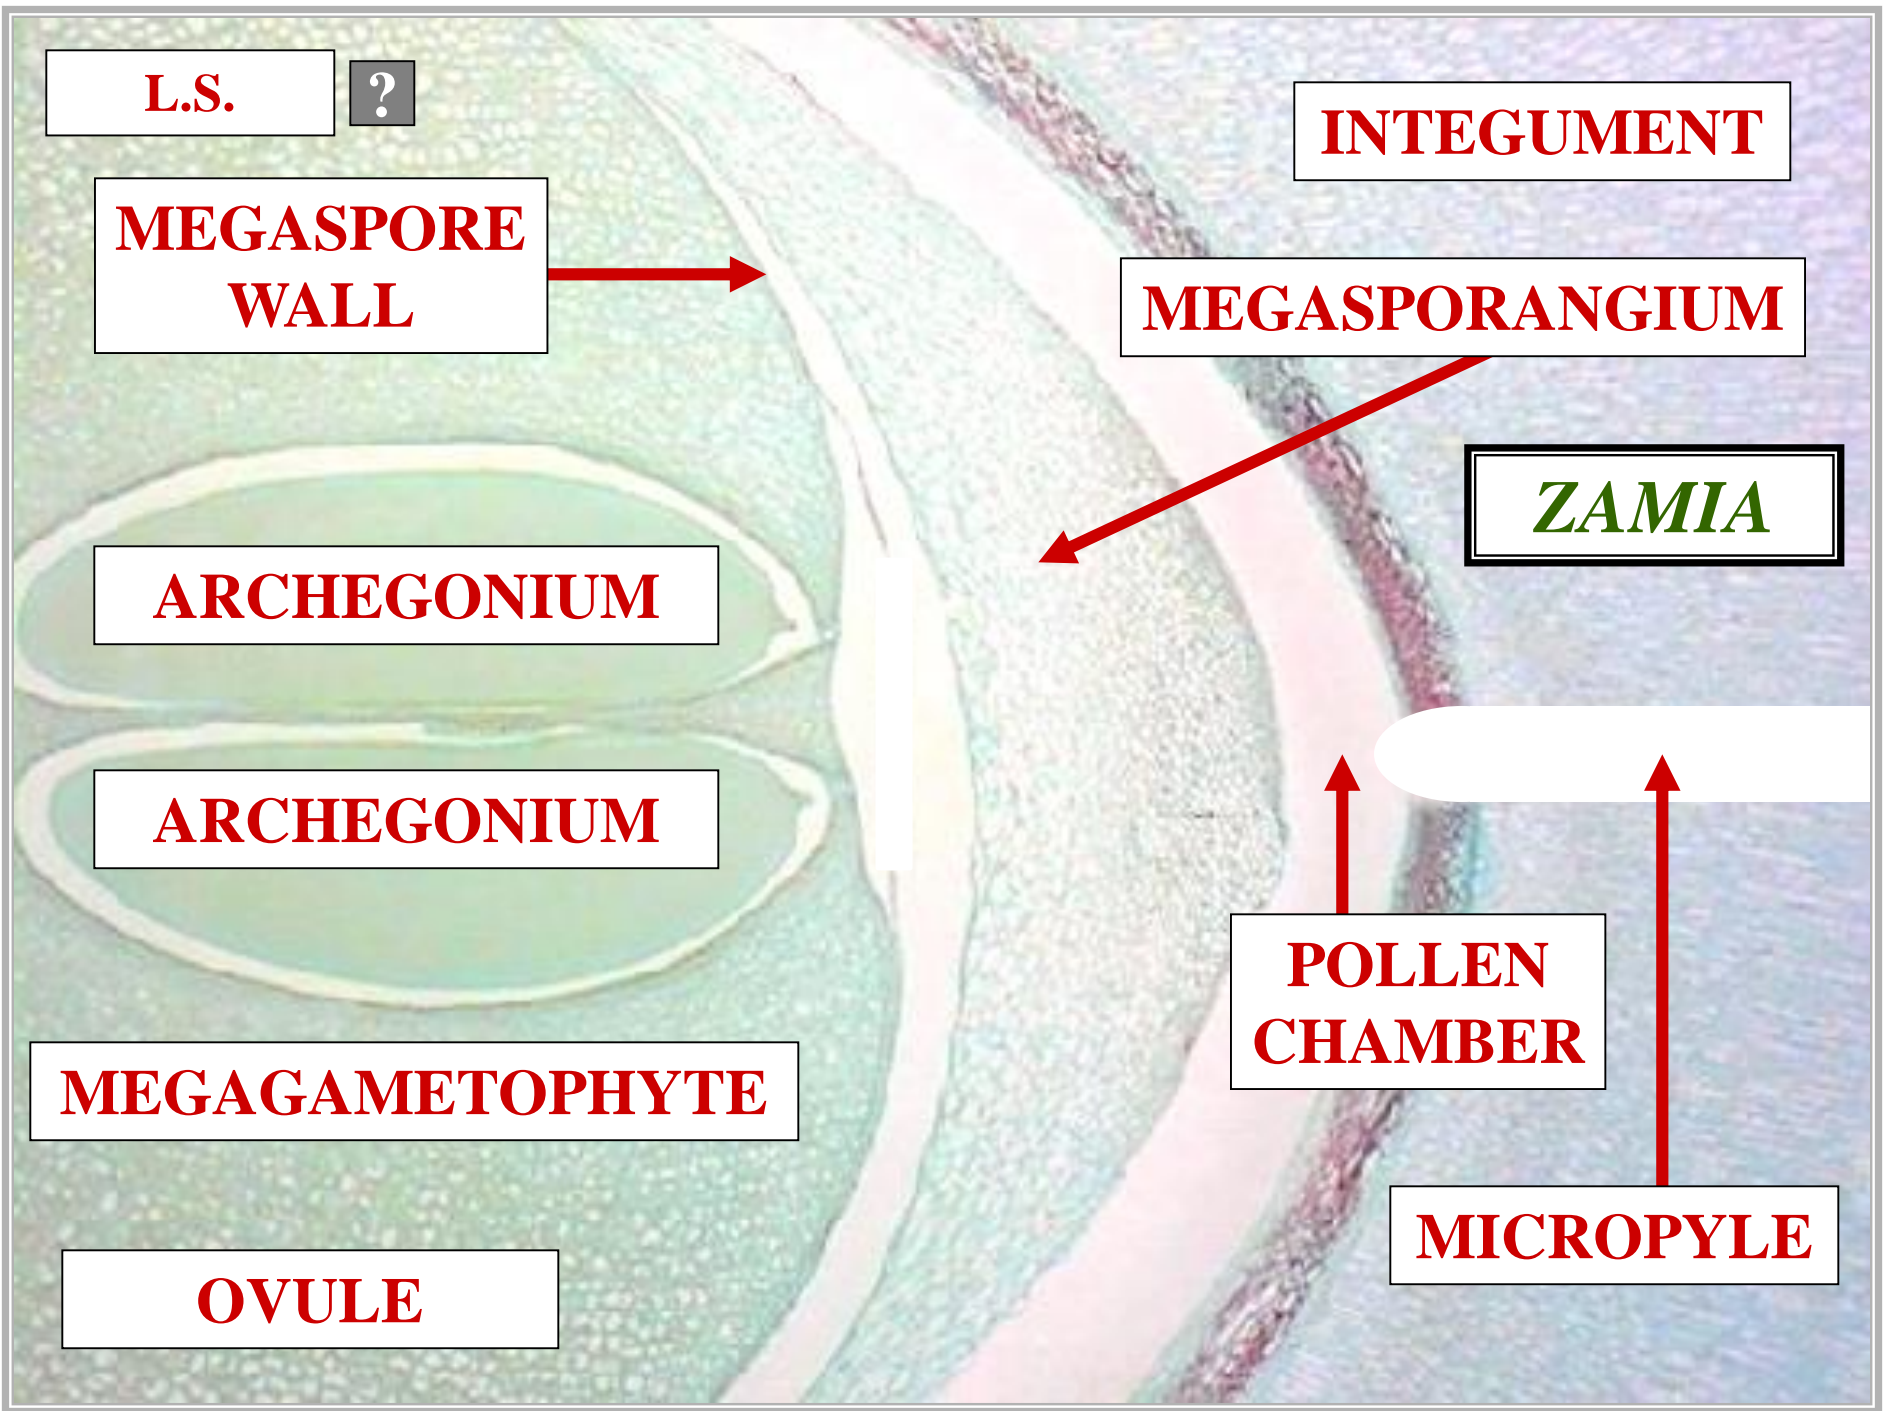 L.S.
?
INTEGUMENT
MEGASPORE
WALL
MEGASPORANGIUM
ZAMIA
ARCHEGONIUM
ARCHEGONIUM
POLLEN
CHAMBER
MEGAGAMETOPHYTE
MICROPYLE
OVULE